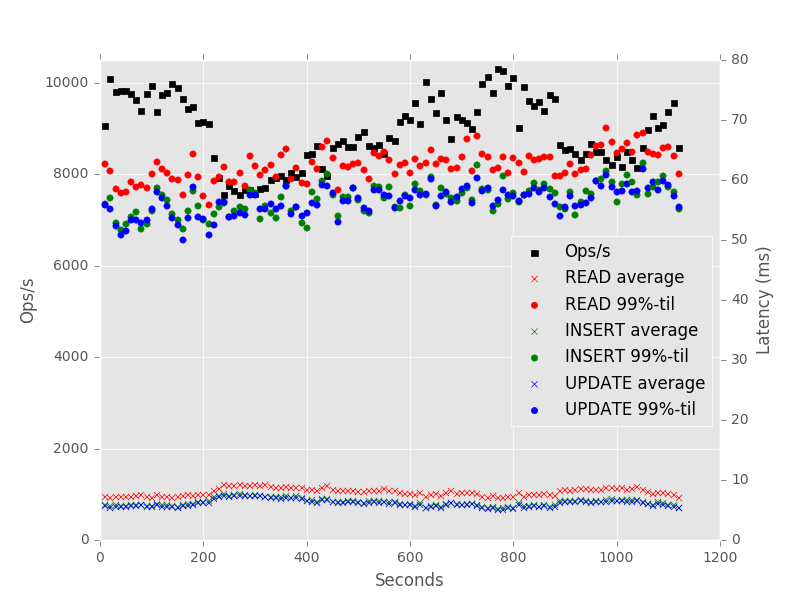 10000
8000
6000
4000
2000
0
Ops/s
80
70
60
50
40
30
20
10
0
Latency (ms)
Ops/s
READ average
READ 99%-til
INSERT average
INSERT 99%-til
UPDATE average
UPDATE 99%-til
0 200 400 600 800 1000 1200
Seconds